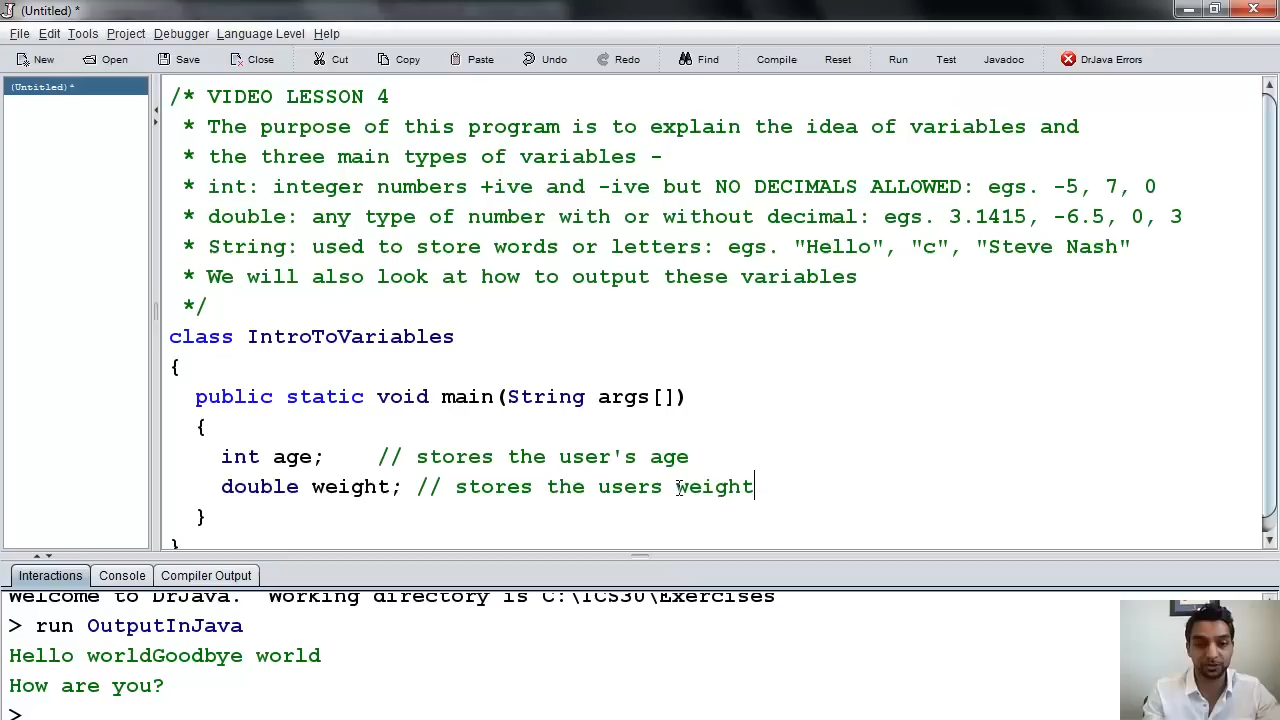 (Untitled) *
File Edit Tools Project Debugger Language Level Help
New Open Save Close Cut Copy Paste Undo Redo Find Compile Reset Run Test Javadoc DrJava Errors
(Untitled) *
/* VIDEO LESSON 4
* The purpose of this program is to explain the idea of variables and
* the three main types of variables -
* int: integer numbers +ive and -ive but NO DECIMALS ALLOWED: egs. -5, 7, 0
* double: any type of number with or without decimal: egs. 3.1415, -6.5, 0, 3
* String: used to store words or letters: egs. "Hello", "c", "Steve Nash"
* We will also look at how to output these variables
*/
class IntroToVariables
{
public static void main(String args[])
{
int age; // stores the user's age
double weight; // stores the users weight
}
}
Interactions Console Compiler Output
Welcome to DrJava. Working directory is C:\ICS3U\Exercises
> run OutputInJava
Hello worldGoodbye world
How are you?
>